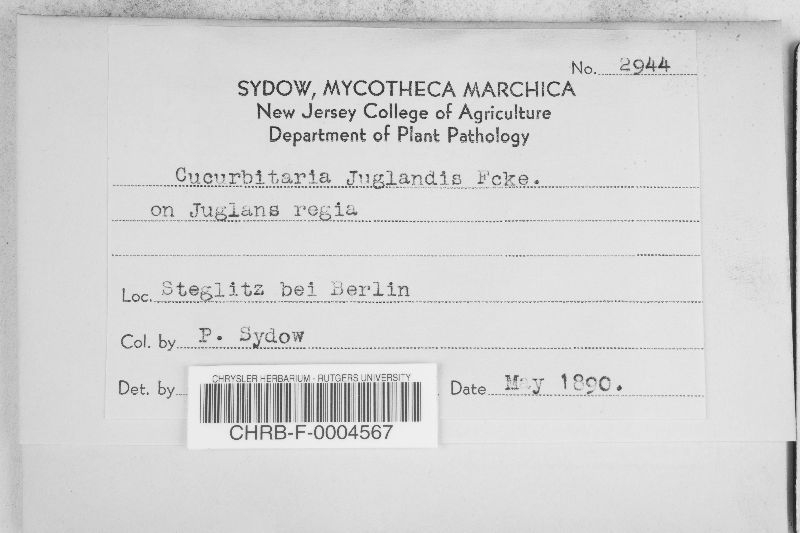 No. 2944
SYDOW, MYCOTHECA MARCHICA
New Jersey College of Agriculture
Department of Plant Pathology
Cucurbitaria Juglandis Fcke.
on Juglans regia
Loc. Steglitz bei Berlin
Col. by P. Sydow
Det. by
Date May 1890.
CHRYSLER HERBARIUM - RUTGERS UNIVERSITY
CHRB-F-0004567